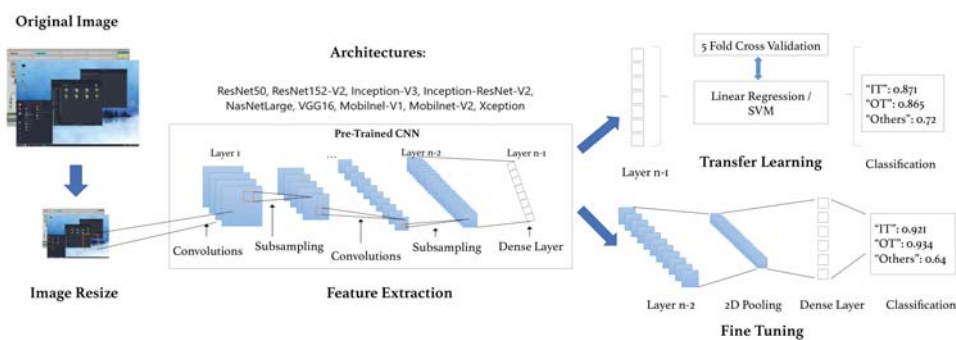 Original Image
Image Resize
Architectures:
ResNet50, ResNet152-V2, Inception-V3, Inception-ResNet-V2,
NasNetLarge, VGG16, Mobilnel-V1, Mobilnet-V2, Xception
Pre-Trained CNN
Layer 1
...
Layer n-2
Layer n-1
Convolutions
Subsampling
Convolutions
Subsampling
Dense Layer
Feature Extraction
5 Fold Cross Validation
Linear Regression /
SVM
"IT": 0.871
"OT": 0.865
"Others": 0.72
Layer n-1
Transfer Learning
Classification
"IT": 0.921
"OT": 0.934
"Others": 0.64
Layer n-2
2D Pooling
Dense Layer
Classification
Fine Tuning